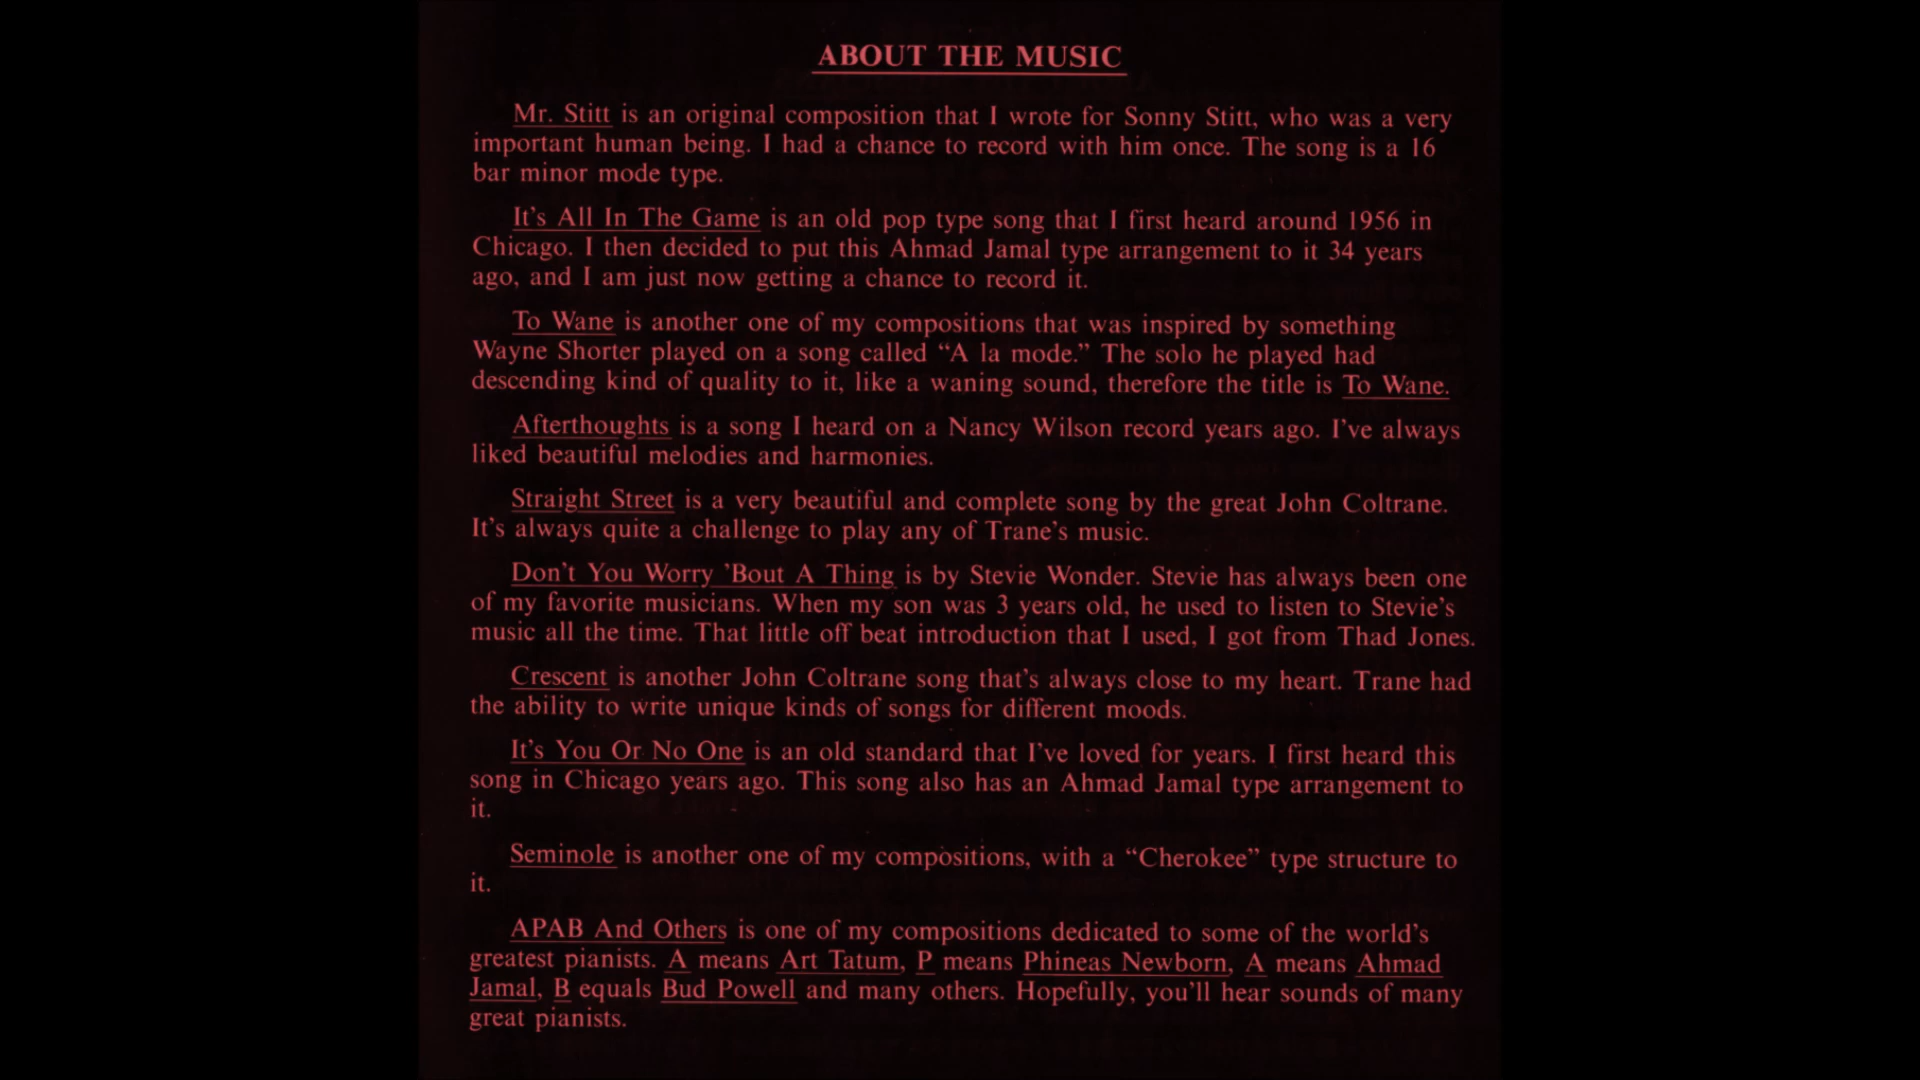 ABOUT THE MUSIC
Mr. Stitt is an original composition that I wrote for Sonny Stitt, who was a very
important human being. I had a chance to record with him once. The song is a 16
bar minor mode type.
It's All In The Game is an old pop type song that I first heard around 1956 in
Chicago. I then decided to put this Ahmad Jamal type arrangement to it 34 years
ago, and I am just now getting a chance to record it.
To Wane is another one of my compositions that was inspired by something
Wayne Shorter played on a song called “A la mode.” The solo he played had
descending kind of quality to it, like a waning sound, therefore the title is To Wane.
Afterthoughts is a song I heard on a Nancy Wilson record years ago. I've always
liked beautiful melodies and harmonies.
Straight Street is a very beautiful and complete song by the great John Coltrane.
It's always quite a challenge to play any of Trane's music.
Don't You Worry 'Bout A Thing is by Stevie Wonder. Stevie has always been one
of my favorite musicians. When my son was 3 years old, he used to listen to Stevie's
music all the time. That little off beat introduction that I used, I got from Thad Jones.
Crescent is another John Coltrane song that's always close to my heart. Trane had
the ability to write unique kinds of songs for different moods.
It's You Or No One is an old standard that I've loved for years. I first heard this
song in Chicago years ago. This song also has an Ahmad Jamal type arrangement to
it.
Seminole is another one of my compositions, with a “Cherokee” type structure to
it.
APAB And Others is one of my compositions dedicated to some of the world's
greatest pianists. A means Art Tatum, P means Phineas Newborn, A means Ahmad
Jamal, B equals Bud Powell and many others. Hopefully, you'll hear sounds of many
great pianists.